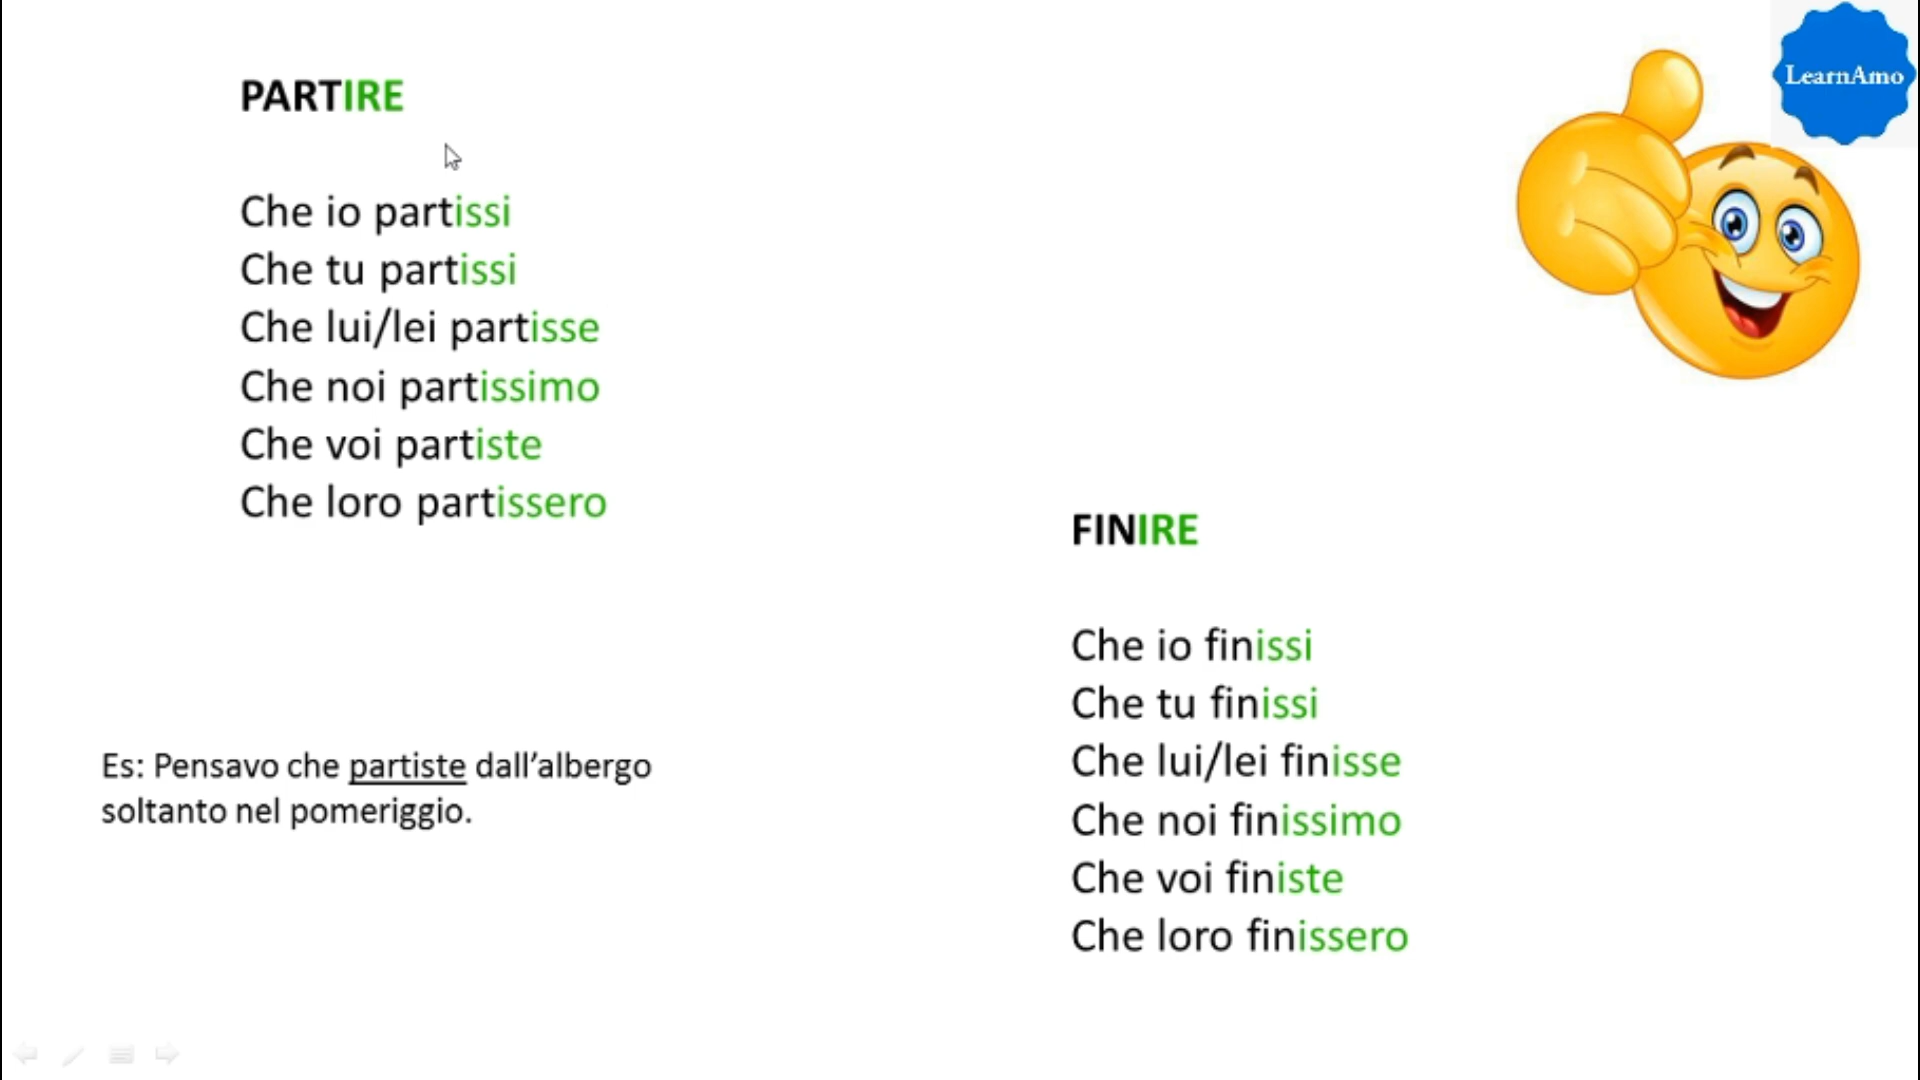 LearnAmo
PARTIRE
Che io partissi
Che tu partissi
Che lui/lei partisse
Che noi partissimo
Che voi partiste
Che loro partissero
Es: Pensavo che partiste dall’albergo
soltanto nel pomeriggio.
FINIRE
Che io finissi
Che tu finissi
Che lui/lei finisse
Che noi finissimo
Che voi finiste
Che loro finissero